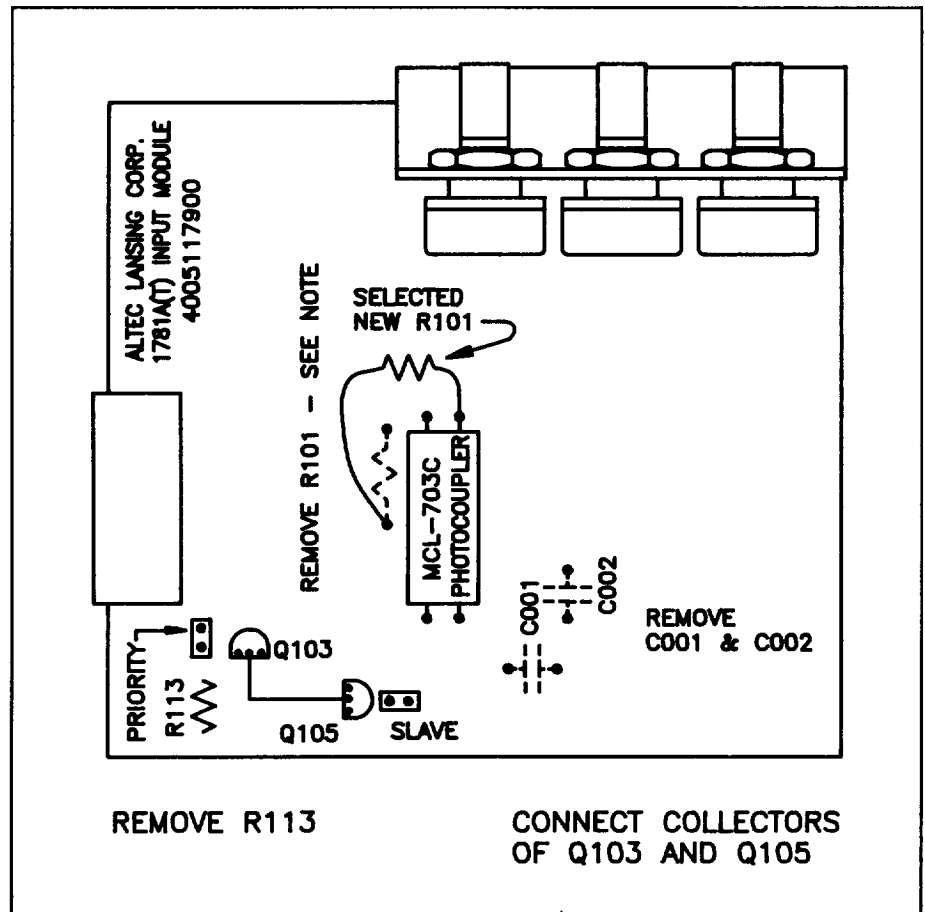 ALTEC LANSING CORP.
1781A(T) INPUT MODULE
4005117900
REMOVE R101 - SEE NOTE
SELECTED
NEW R101
MCL-703C
PHOTOCOUPLER
C001
C002
REMOVE
C001 & C002
PRIORITY
R113
Q103
Q105
SLAVE
REMOVE R113
CONNECT COLLECTORS
OF Q103 AND Q105